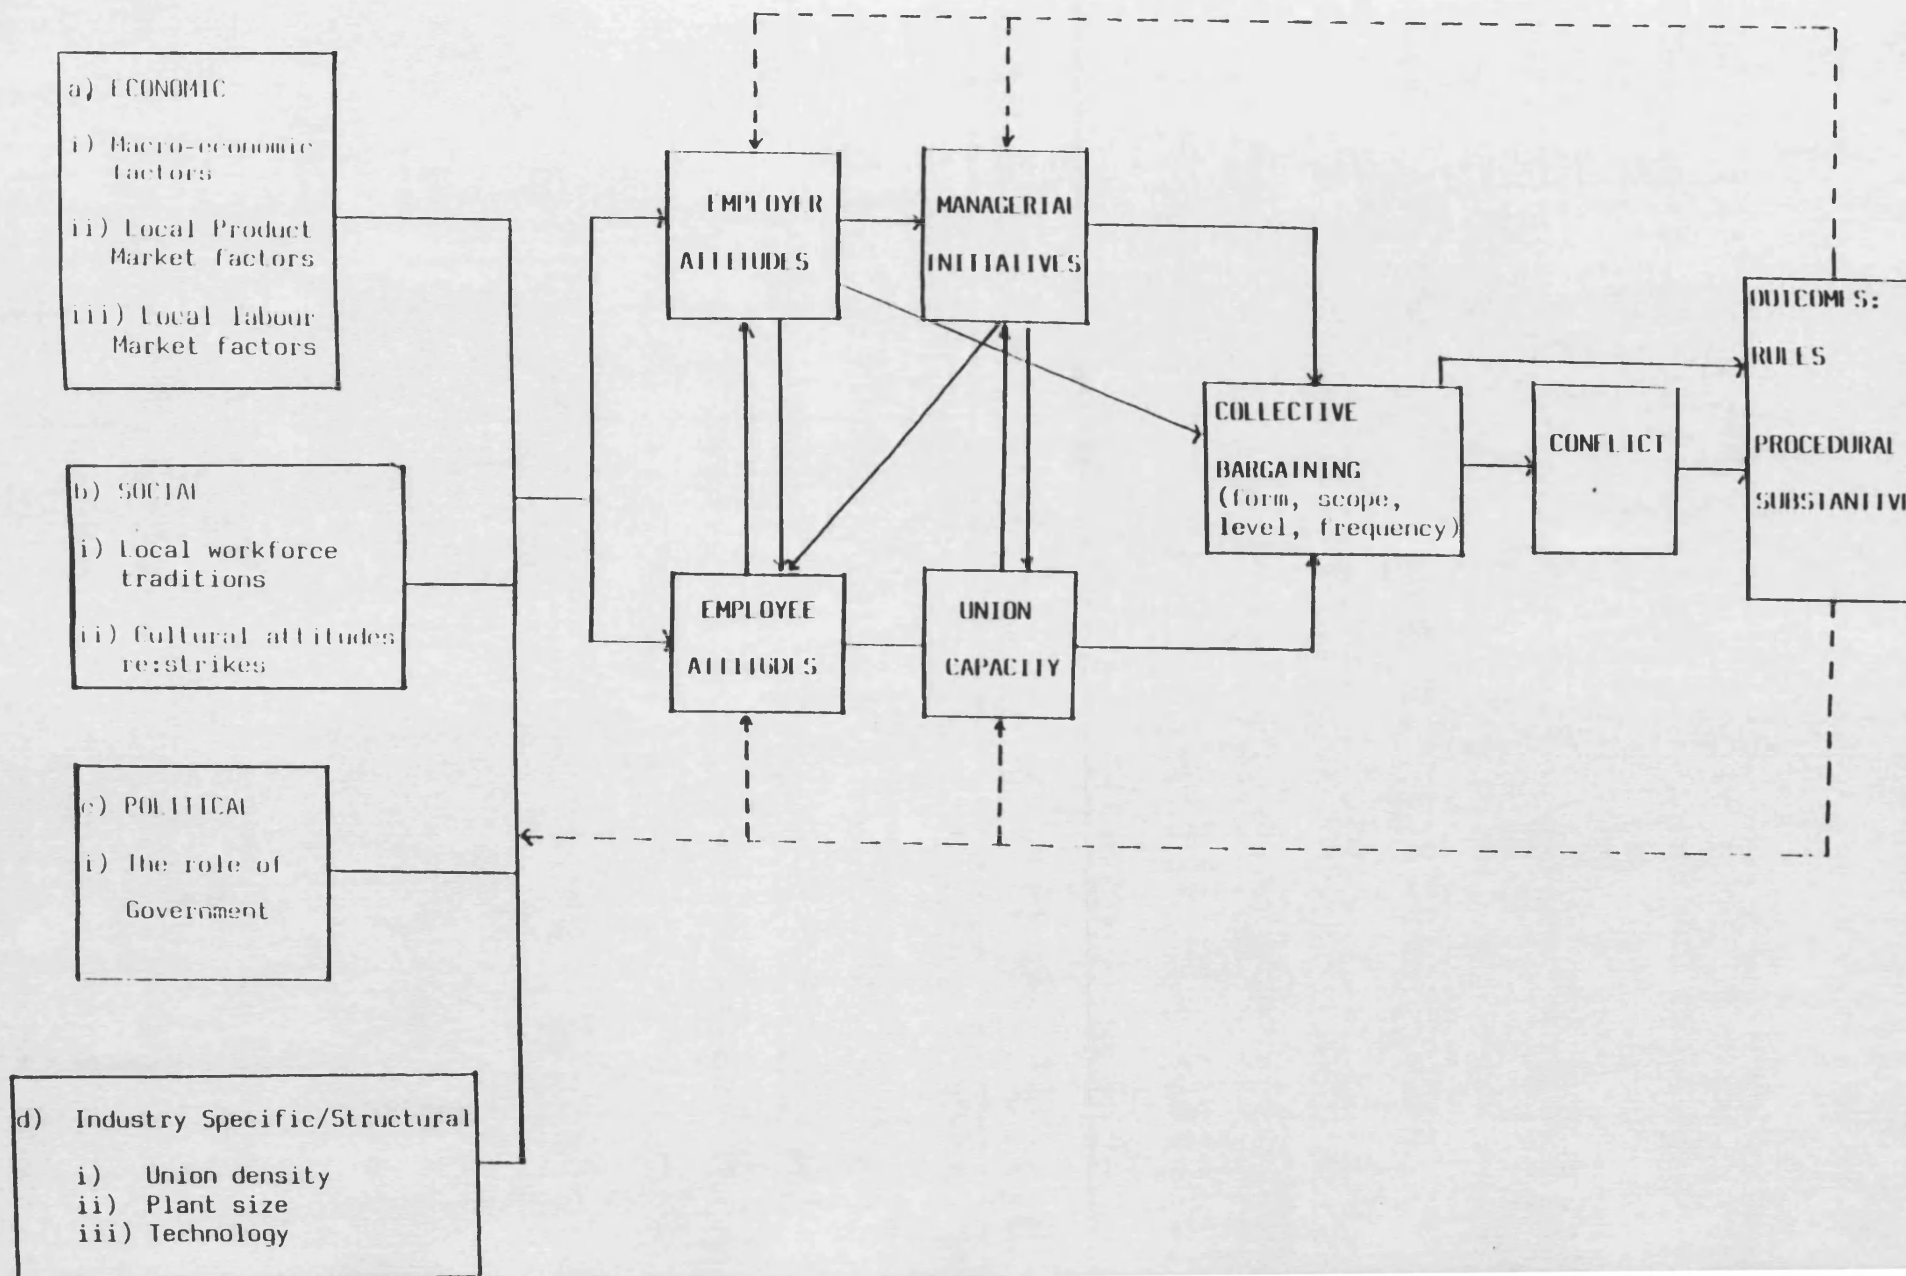 a) ECONOMIC
i) Macro-economic
factors
ii) Local Product
Market factors
iii) Local labour
Market factors
b) SOCIAL
i) Local workforce
traditions
ii) Cultural attitudes
re:strikes
c) POLITICAL
i) The role of
Government
d) Industry Specific/Structural
i) Union density
ii) Plant size
iii) Technology
EMPLOYER
ATTITUDES
MANAGERIAL
INITIATIVES
EMPLOYEE
ATTITUDES
UNION
CAPACITY
COLLECTIVE
BARGAINING
(form, scope,
level, frequency)
CONFLICT
OUTCOMES:
RULES
PROCEDURAL
SUBSTANTIVE